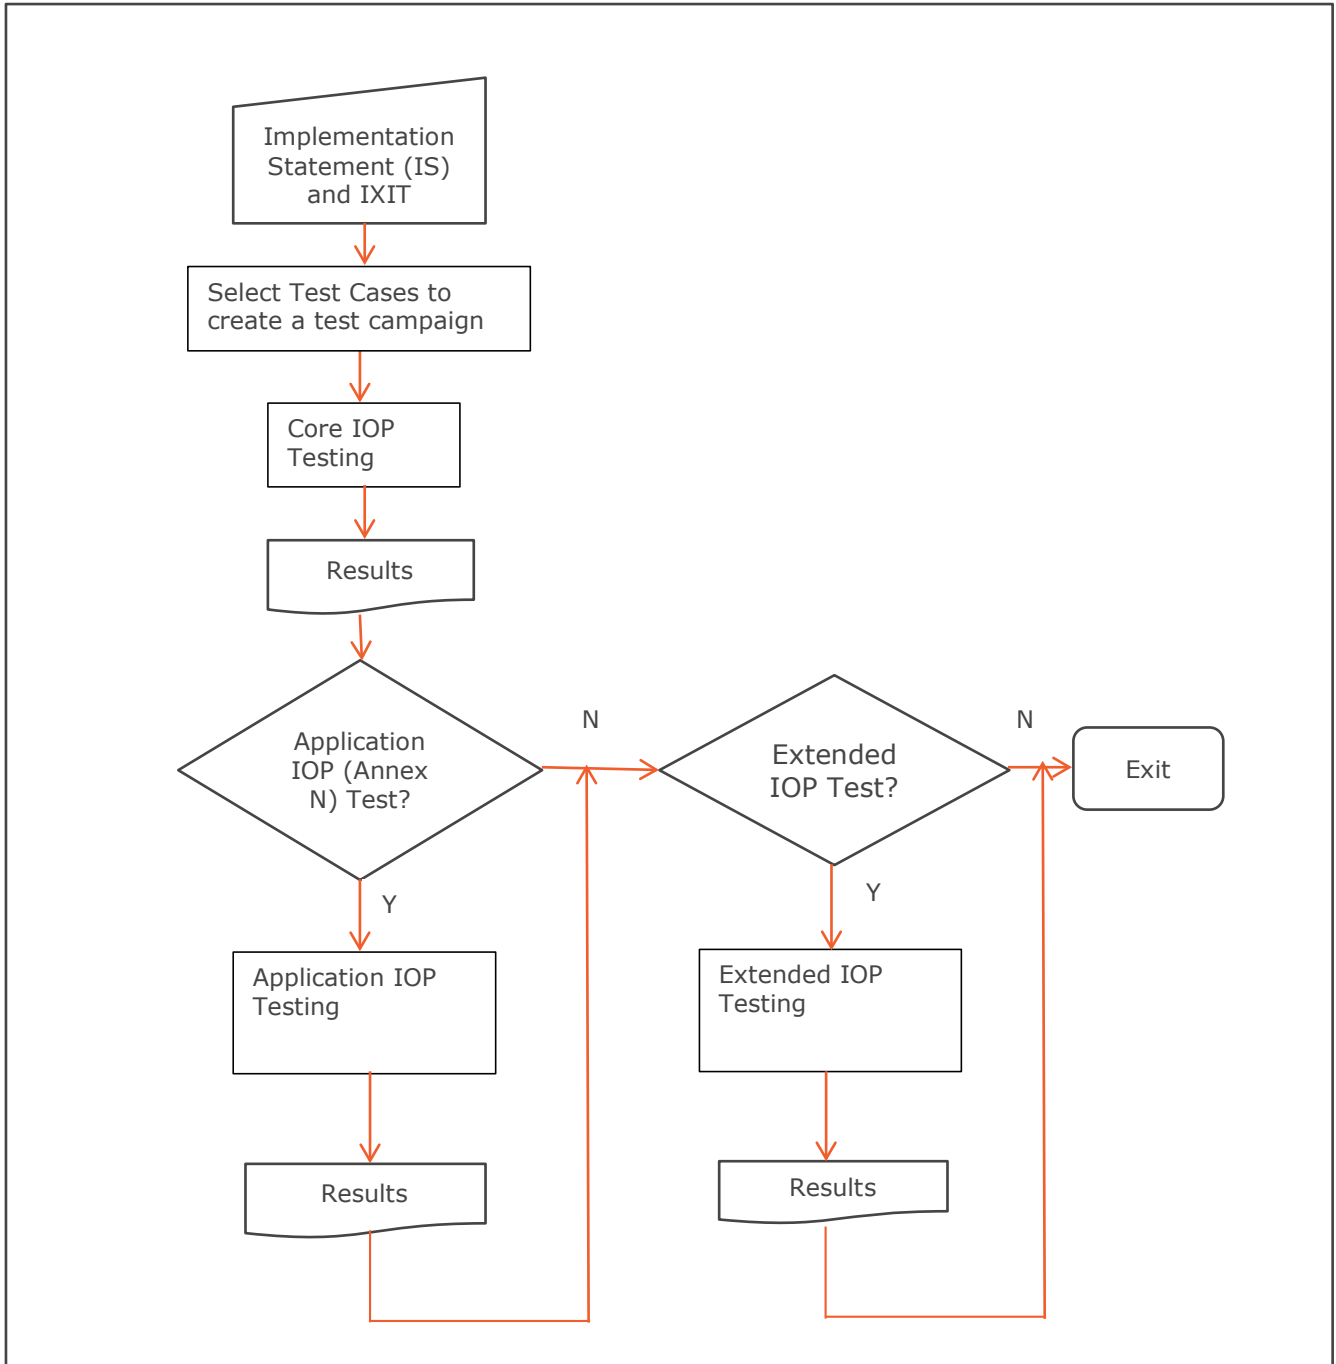 Implementation
Statement (IS)
and IXIT
Select Test Cases to
create a test campaign
Core IOP
Testing
Results
Application
IOP (Annex
N) Test?
N
Extended
IOP Test?
N
Exit
Y
Y
Application IOP
Testing
Extended IOP
Testing
Results
Results